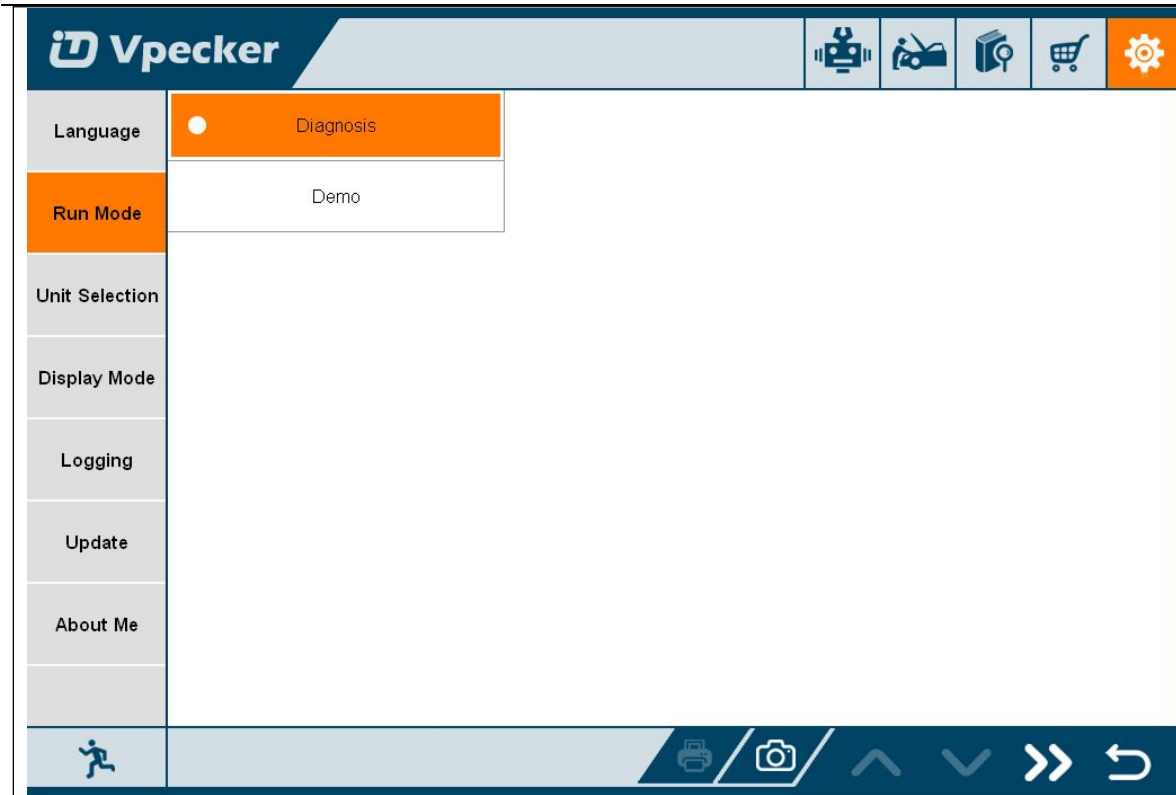 Vpecker
Language
Diagnosis
Run Mode
Demo
Unit Selection
Display Mode
Logging
Update
About Me